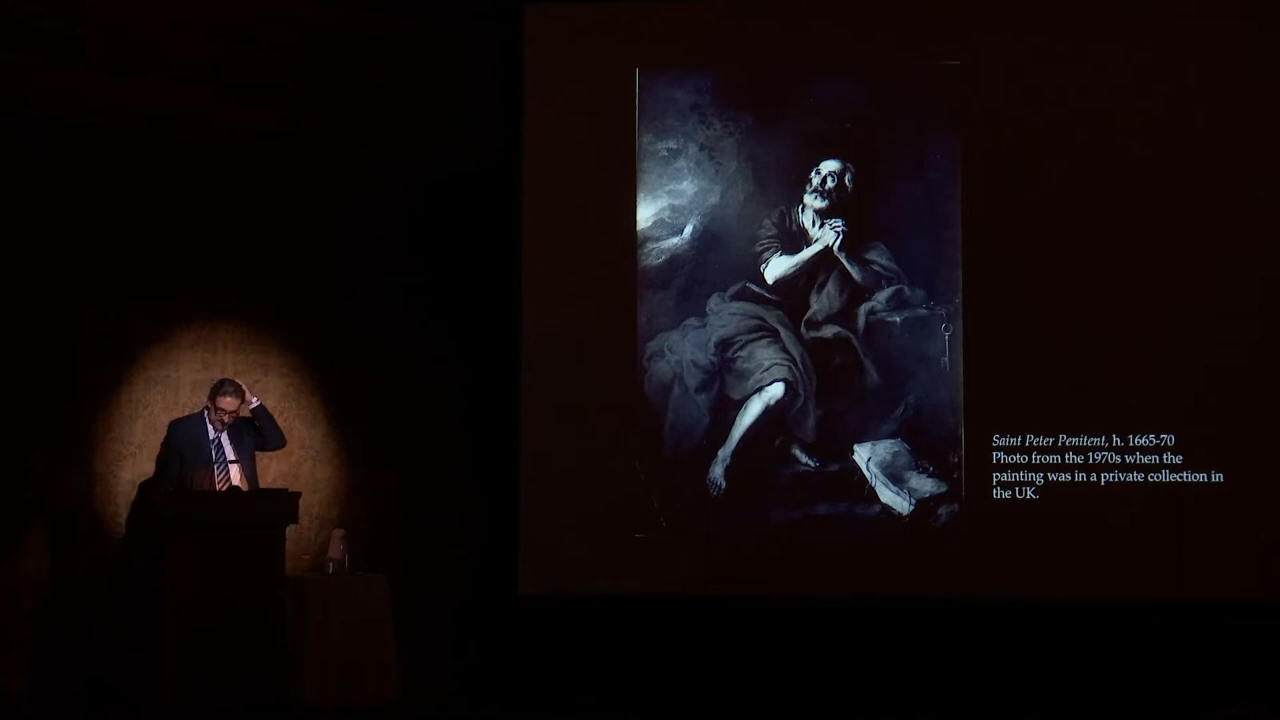 Saint Peter Penitent, h. 1665-70
Photo from the 1970s when the
painting was in a private collection in
the UK.